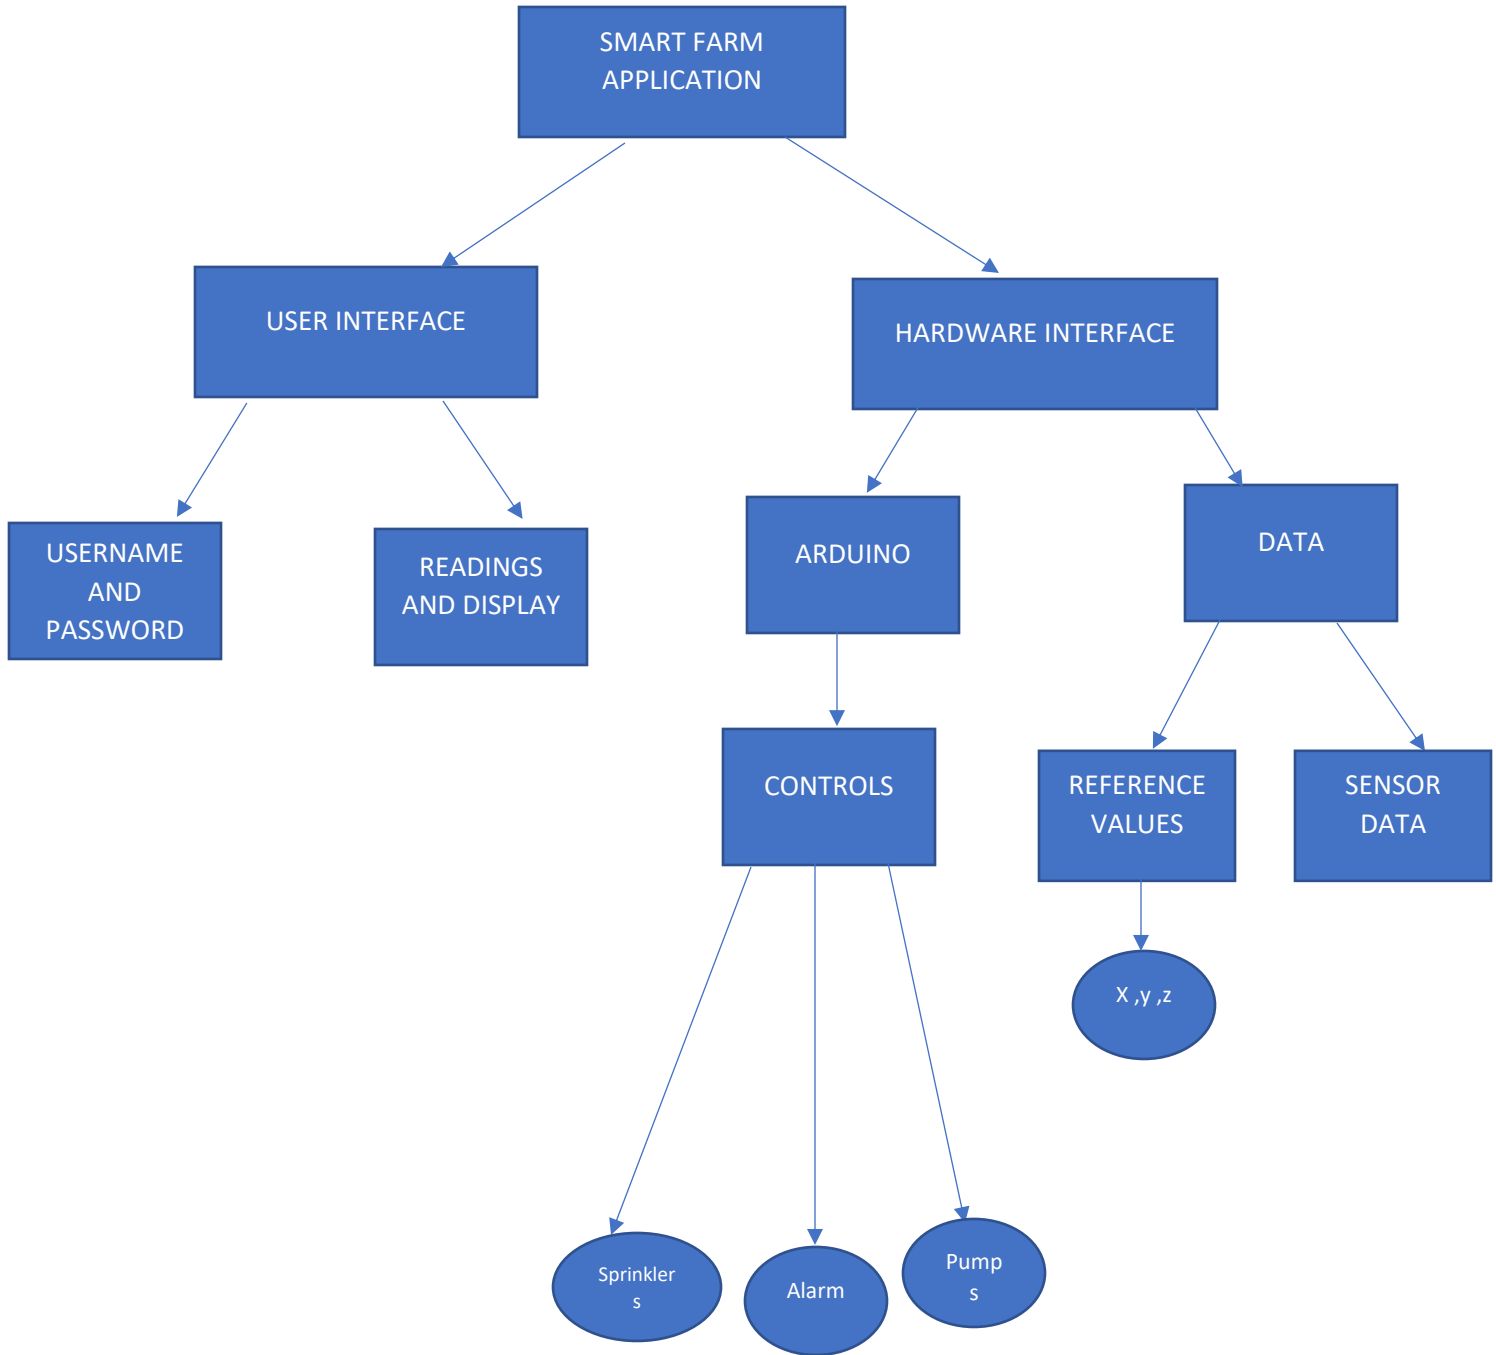 SMART FARM
APPLICATION
USER INTERFACE
HARDWARE INTERFACE
USERNAME
AND
PASSWORD
READINGS
AND DISPLAY
ARDUINO
DATA
CONTROLS
REFERENCE
VALUES
SENSOR
DATA
X ,y ,z
Sprinkler
s
Alarm
Pump
s